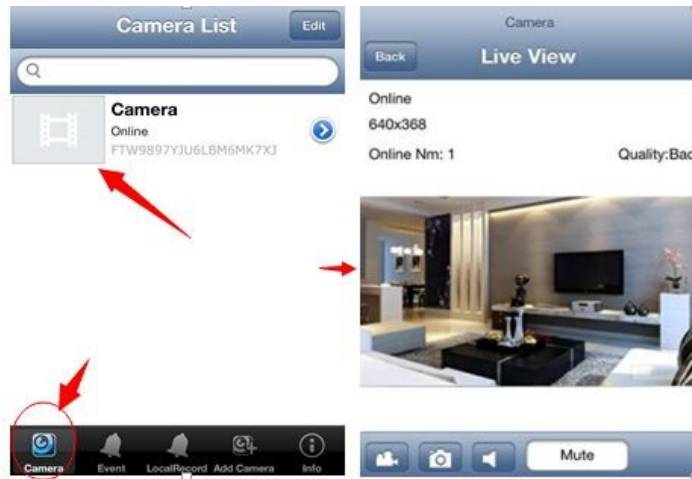 Camera List
Edit
Camera
Online
FTW9897YJU6LBM6MK7XJ
Camera
Event
LocalRecord
Add Camera
Info
Camera
Back
Live View
Online
640x368
Online Nm: 1
Quality:Bad
Mute